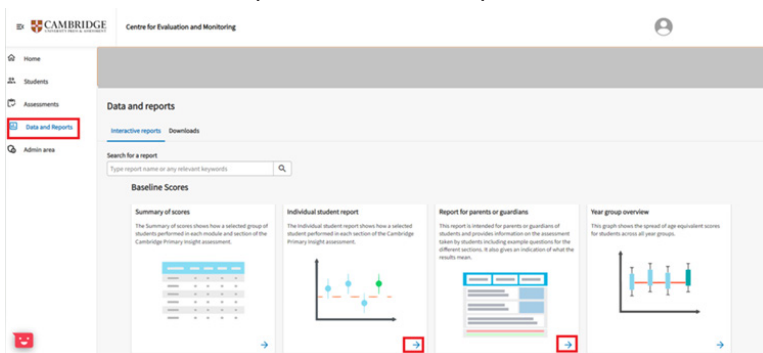 CAMBRIDGE
UNIVERSITY PRESS & ASSESSMENT
Centre for Evaluation and Monitoring
Home
Students
Assessments
Data and Reports
Admin area
Data and reports
Interactive reports Downloads
Search for a report
Type report name or any relevant keywords
Baseline Scores
Summary of scores
The Summary of scores shows how a selected group of
students performed in each module and section of the
Cambridge Primary Insight assessment.
Individual student report
The Individual student report shows how a selected
student performed in each section of the Cambridge
Primary Insight assessment.
Report for parents or guardians
This report is intended for parents or guardians of
students and provides information on the assessment
taken by students including example questions for the
different sections. It also gives an indication of what the
results mean.
Year group overview
This graph shows the spread of age equivalent scores
for students across all year groups.